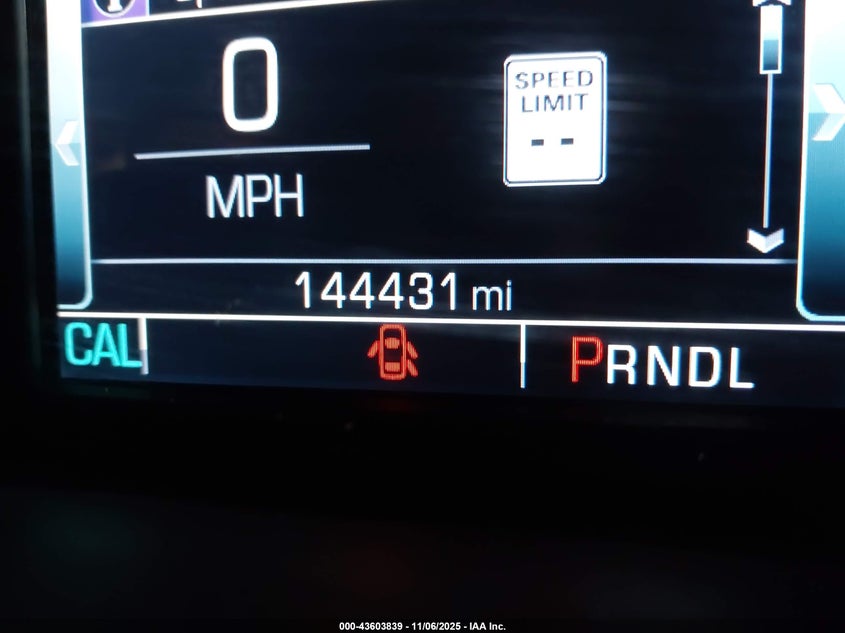 0
MPH
SPEED
LIMIT
--
144431 mi
CAL
PRNDL
000-43603839 - 11/06/2025 - IAA Inc.